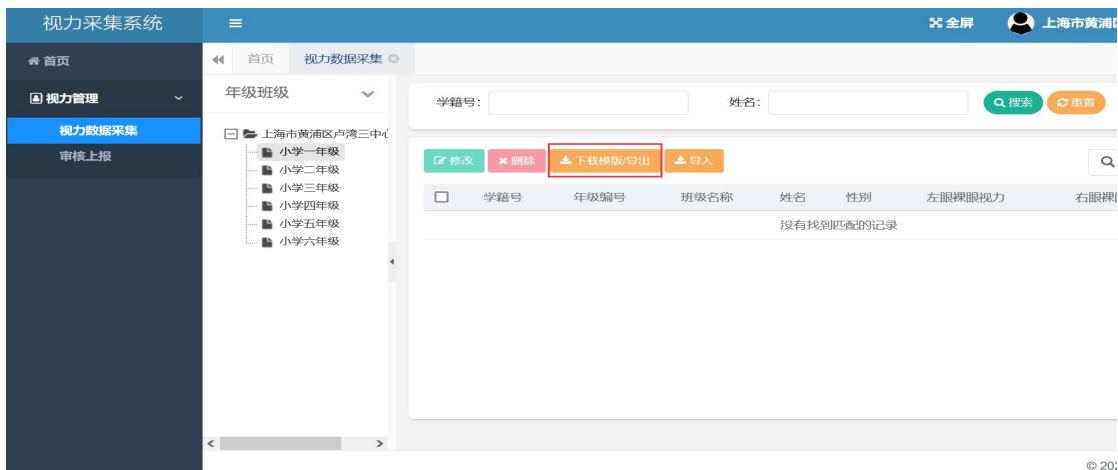 视力采集系统
全屏
上海市黄浦
首页
首页
视力数据采集
视力管理
视力数据采集
审核上报
年级班级
上海市黄浦区卢湾三中心
小学一年级
小学二年级
小学三年级
小学四年级
小学五年级
小学六年级
学籍号：
姓名：
搜索
重置
修改
删除
下载模版/导出
导入
学籍号 年级编号 班级名称 姓名 性别 左眼裸眼视力 右眼裸
没有找到匹配的记录
© 20